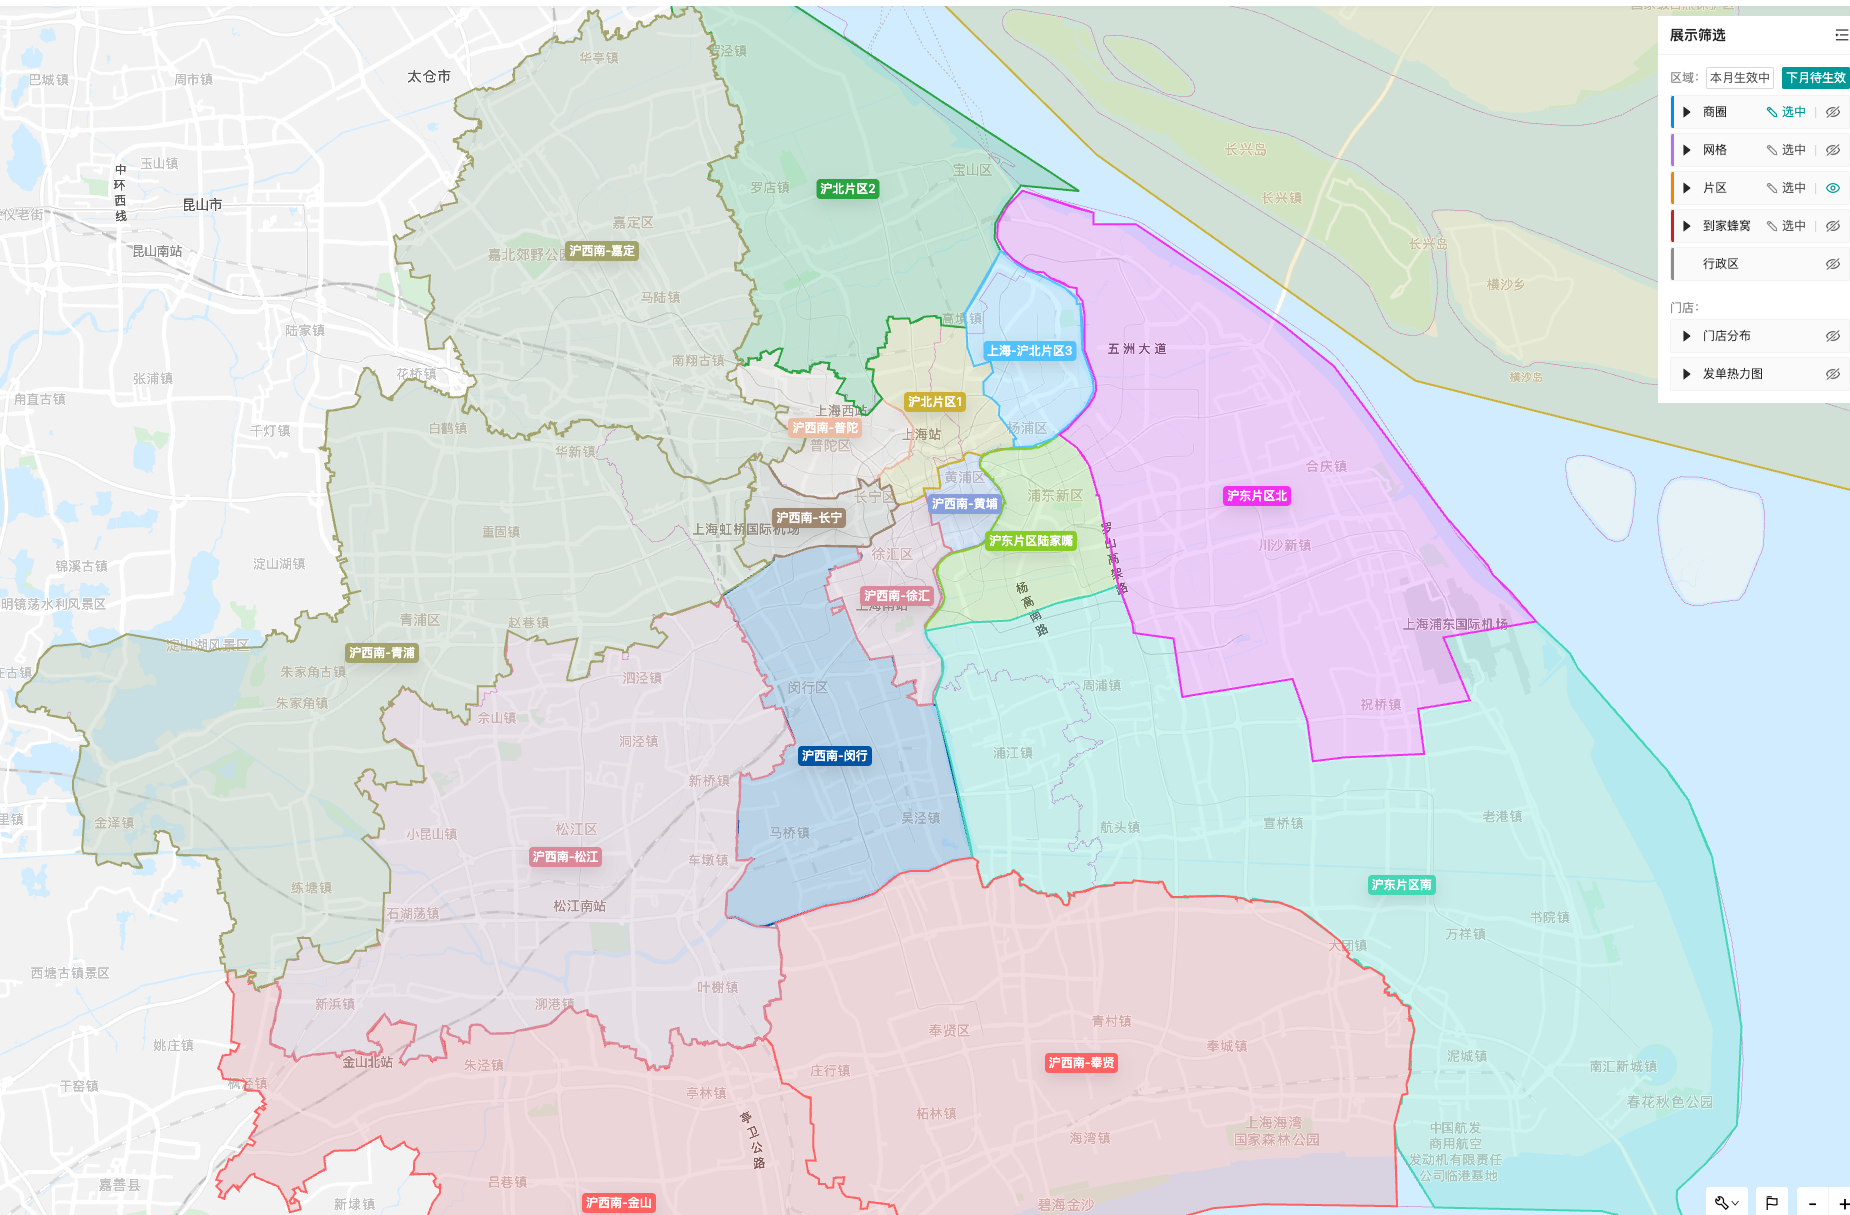 展示筛选
区域：
本月生效中
下月待生效
商圈
选中
网格
选中
片区
选中
到家蜂窝
选中
行政区
门店：
门店分布
发单热力图
华亭镇
太仓市
巴城镇
周市镇
玉山镇
中环西线
昆山市
昆山南站
宝山区
罗店镇
沪北片区2
嘉定区
嘉北郊野公园
沪西南-嘉定
马陆镇
长兴岛
长兴镇
长兴岛
横沙乡
横沙岛
陆家镇
高境镇
上海-沪北片区3
五洲大道
南翔古镇
花桥镇
张浦镇
甪直古镇
沪北片区1
上海西站
千灯镇
白鹤镇
沪西南-普陀
上海站
杨浦区
普陀区
华新镇
合庆镇
黄浦区
沪东片区北
浦东新区
长宁区
沪西南-黄埔
沪西南-长宁
上海虹桥国际机场
重固镇
沪东片区陆家嘴
川沙新镇
徐汇区
锦溪古镇
淀山湖镇
沪西南-徐汇
上海南站
杨高南路
明镜荡水利风景区
青浦区
赵巷镇
上海浦东国际机场
淀山湖风景区
沪西南-青浦
朱家角古镇
泗泾镇
闵行区
周浦镇
朱家角镇
佘山镇
祝桥镇
洞泾镇
浦江镇
沪西南-闵行
新桥镇
金泽镇
小昆山镇
松江区
马桥镇
吴泾镇
航头镇
宣桥镇
老港镇
沪西南-松江
车墩镇
练塘镇
沪东片区南
石湖荡镇
松江南站
书院镇
万祥镇
大团镇
西塘古镇景区
叶榭镇
新浜镇
泖港镇
奉贤区
青村镇
姚庄镇
奉城镇
金山北站
朱泾镇
沪西南-奉贤
泥城镇
南汇新城镇
庄行镇
干窑镇
枫泾镇
亭林镇
春花秋色公园
柘林镇
亭卫公路
上海海湾
国家森林公园
海湾镇
中国航发
商用航空
发动机有限责任
公司临港基地
嘉善县
吕巷镇
新埭镇
沪西南-金山
碧海金沙